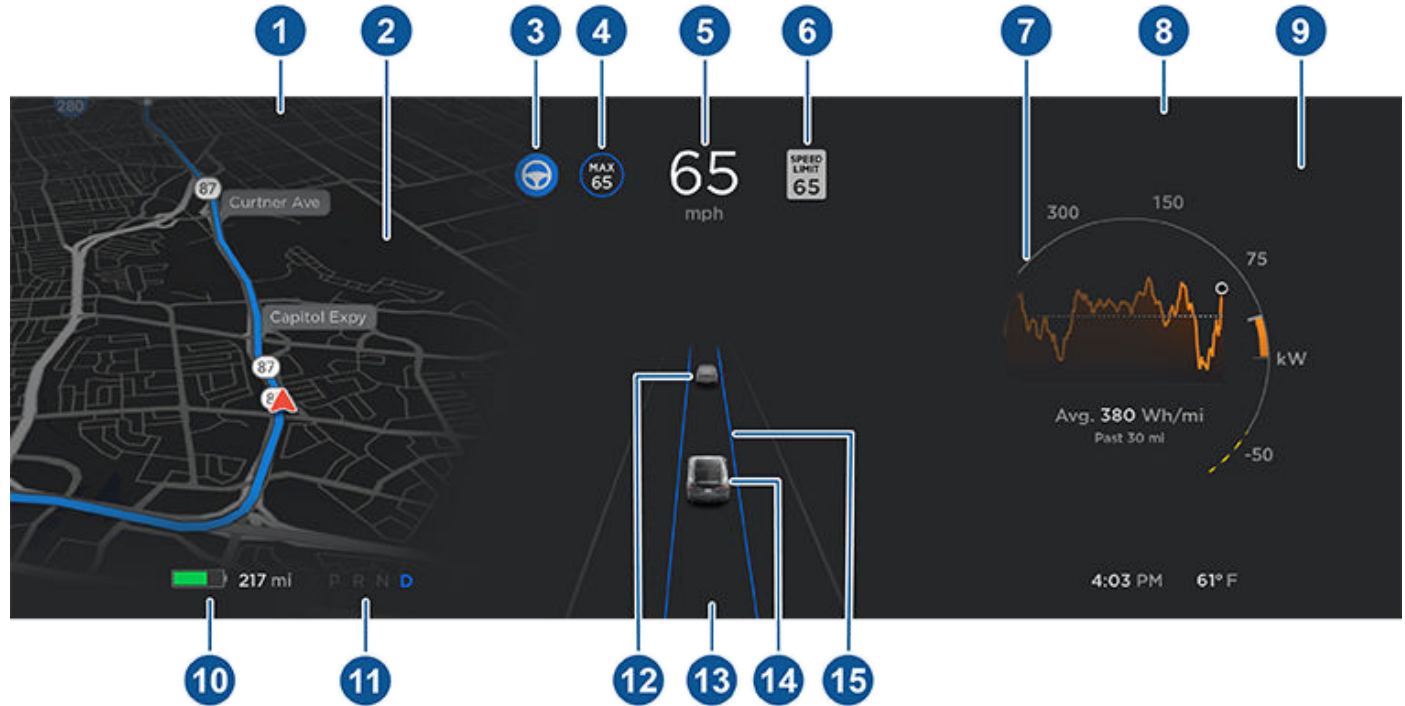 1 2 3 4 5 6 7 8 9
280
87
Curtner Ave
Capitol Expy
87
8
MAX
65
65
mph
SPEED
LIMIT
65
300 150
75
kW
-50
Avg. 380 Wh/mi
Past 30 mi
217 mi P R N D
4:03 PM 61° F
10 11 12 13 14 15